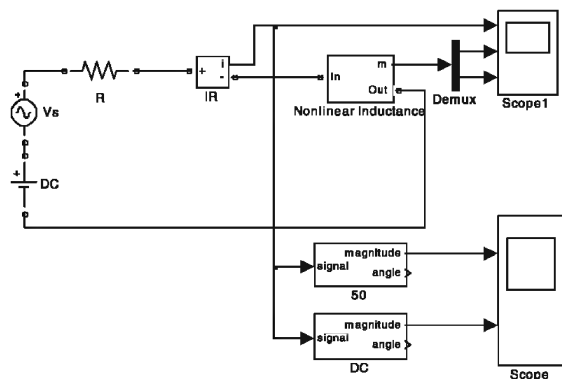 i
+
-
IR
R
+
Vs
+
DC
In
m
Out
Nonlinear Inductance
Demux
Scope1
signal
magnitude
angle
50
signal
magnitude
angle
DC
Scope